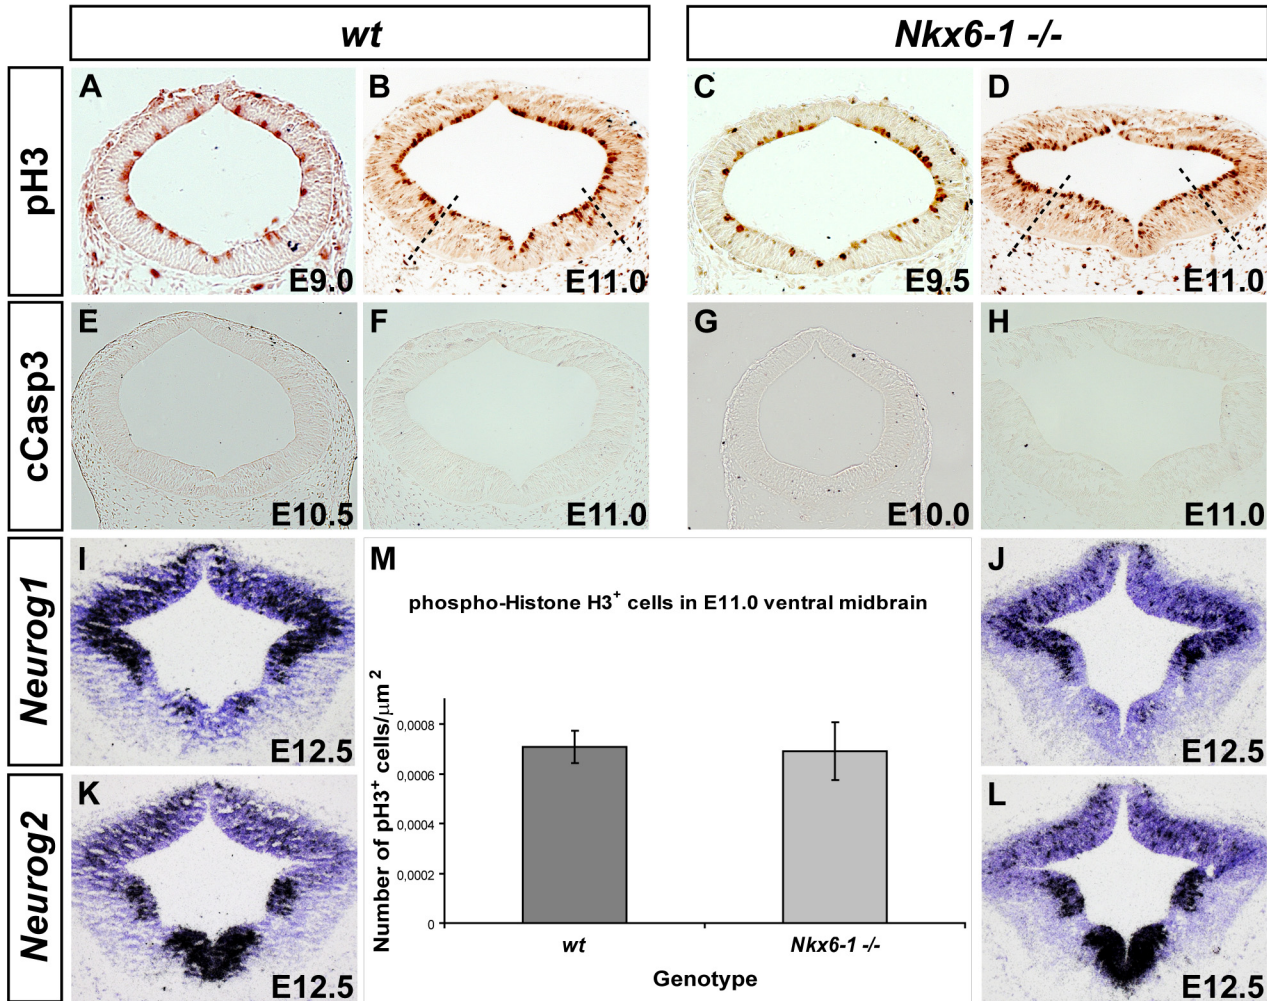 wt
Nkx6-1 -/-
pH3
A
E9.0
B
E11.0
C
E9.5
D
E11.0
cCasp3
E
E10.5
F
E11.0
G
E10.0
H
E11.0
Neurog1
I
E12.5
M
phospho-Histone H3⁺ cells in E11.0 ventral midbrain
Number of pH3⁺ cells/μm²
0,0008
0,0006
0,0004
0,0002
0
wt
Nkx6-1 -/-
Genotype
J
E12.5
Neurog2
K
E12.5
L
E12.5